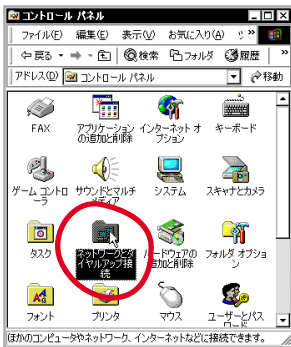 コントロール パネル
ファイル(F) 編集(E) 表示(V) お気に入り(A) ツ »
戻る 検索 フォルダ 履歴 »
アドレス(D) コントロール パネル 移動
FAX
アプリケーション
の追加と削除
インターネット オ
プション
キーボード
ゲーム コントロ
ーラ
サウンドとマルチ
メディア
システム
スキャナとカメラ
タスク
ネットワークとダ
イヤルアップ接
続
ハードウェアの
追加と削除
フォルダ オプショ
ン
フォント
プリンタ
マウス
ユーザーとパス
ワード
ほかのコンピュータやネットワーク、インターネットなどに接続できます。